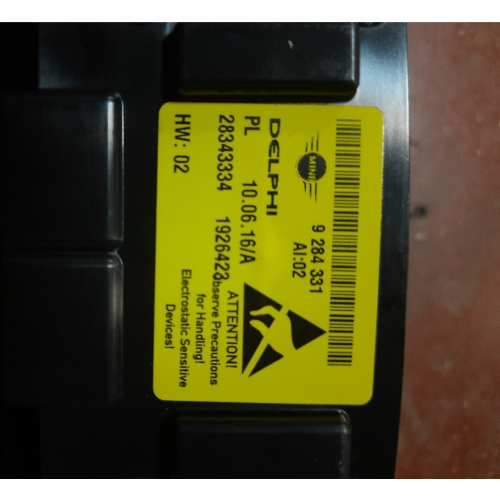 MINI
9 284 331
AI:02
DELPHI
PL 10.06.16/A
28343334 1926423
HW: 02
ATTENTION!
Observe Precautions
for Handling!
Electrostatic Sensitive
Devices!